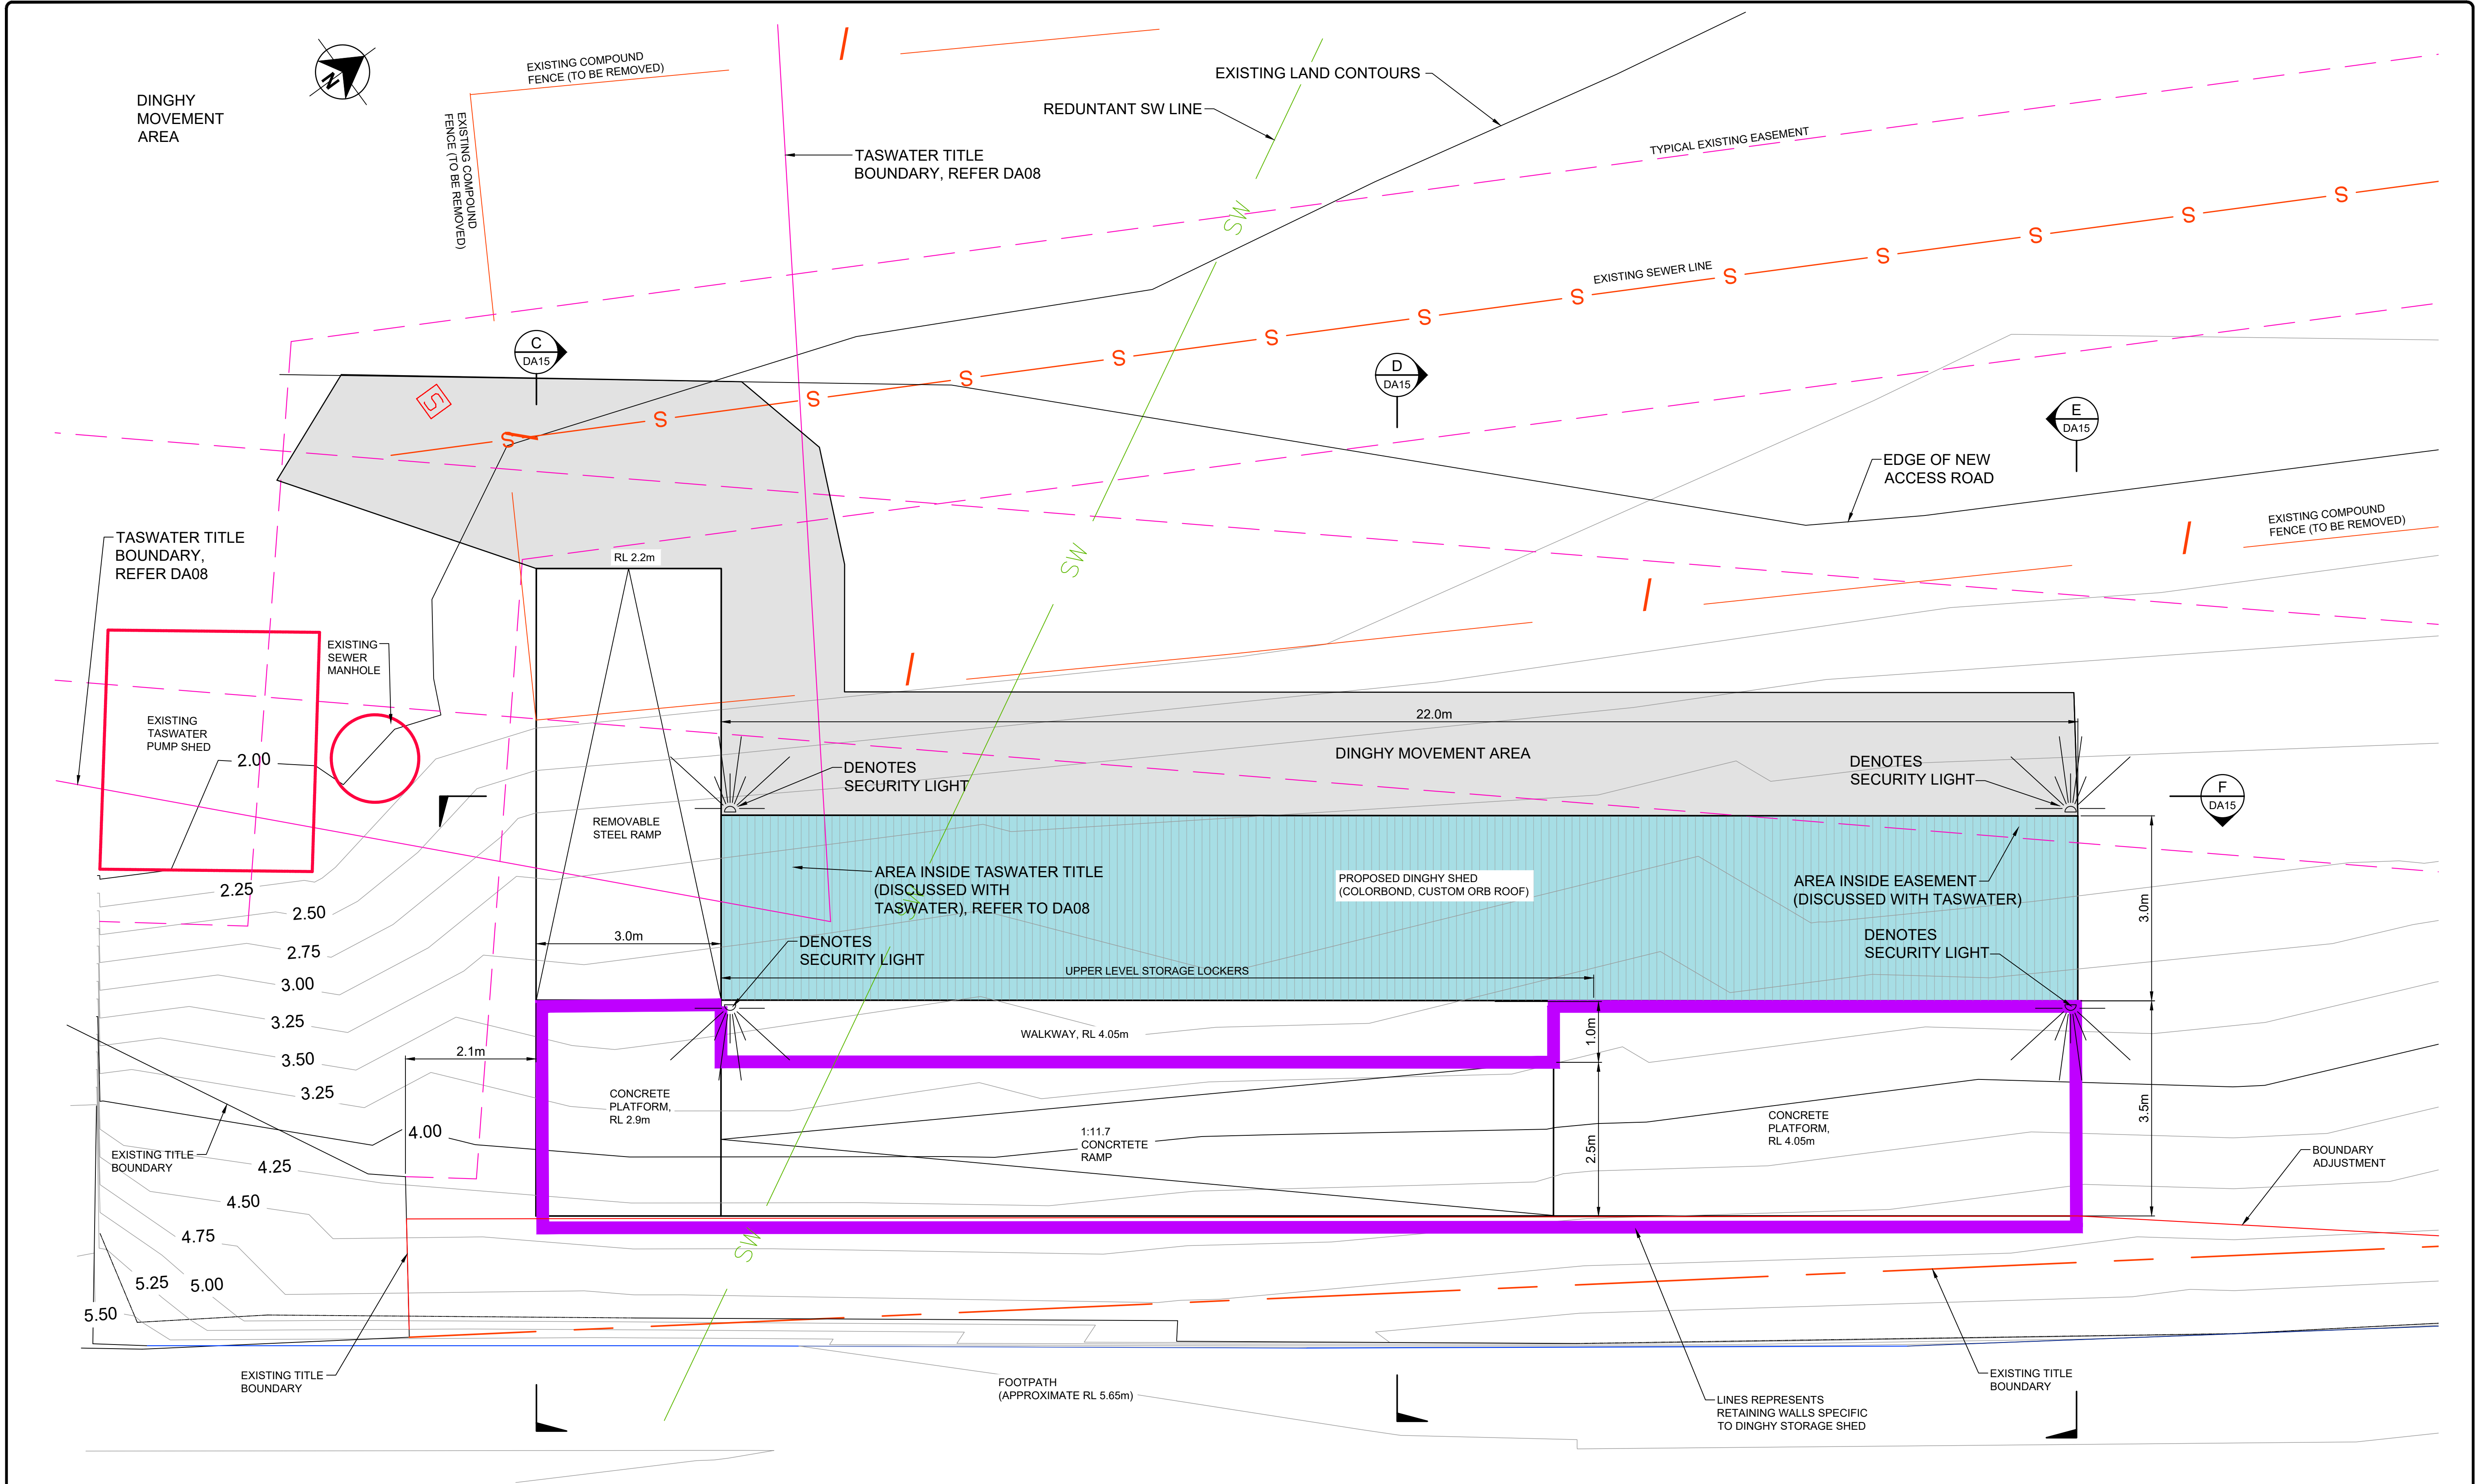 N
DINGHY
MOVEMENT
AREA
EXISTING COMPOUND
FENCE (TO BE REMOVED)
EXISTING COMPOUND
FENCE (TO BE REMOVED)
EXISTING LAND CONTOURS
REDUNTANT SW LINE
TASWATER TITLE
BOUNDARY, REFER DA08
TYPICAL EXISTING EASEMENT
SW
S
S
S
S
S
EXISTING SEWER LINE
S
S
S
S
S
S
S
S
S
S
C
DA15
D
DA15
E
DA15
EDGE OF NEW
ACCESS ROAD
EXISTING COMPOUND
FENCE (TO BE REMOVED)
TASWATER TITLE
BOUNDARY,
REFER DA08
RL 2.2m
SW
EXISTING
SEWER
MANHOLE
EXISTING
TASWATER
PUMP SHED
2.00
22.0m
DINGHY MOVEMENT AREA
DENOTES
SECURITY LIGHT
DENOTES
SECURITY LIGHT
F
DA15
REMOVABLE
STEEL RAMP
AREA INSIDE TASWATER TITLE
(DISCUSSED WITH
TASWATER), REFER TO DA08
SW
PROPOSED DINGHY SHED
(COLORBOND, CUSTOM ORB ROOF)
AREA INSIDE EASEMENT
(DISCUSSED WITH TASWATER)
3.0m
3.0m
DENOTES
SECURITY LIGHT
DENOTES
SECURITY LIGHT
UPPER LEVEL STORAGE LOCKERS
2.25
2.50
2.75
3.00
3.25
3.50
3.25
4.00
4.25
4.50
4.75
5.00
5.25
5.50
2.1m
WALKWAY, RL 4.05m
1.0m
CONCRETE
PLATFORM,
RL 2.9m
1:11.7
CONCRTETE
RAMP
2.5m
CONCRETE
PLATFORM,
RL 4.05m
3.5m
EXISTING TITLE
BOUNDARY
BOUNDARY
ADJUSTMENT
SW
EXISTING TITLE
BOUNDARY
FOOTPATH
(APPROXIMATE RL 5.65m)
LINES REPRESENTS
RETAINING WALLS SPECIFIC
TO DINGHY STORAGE SHED
EXISTING TITLE
BOUNDARY